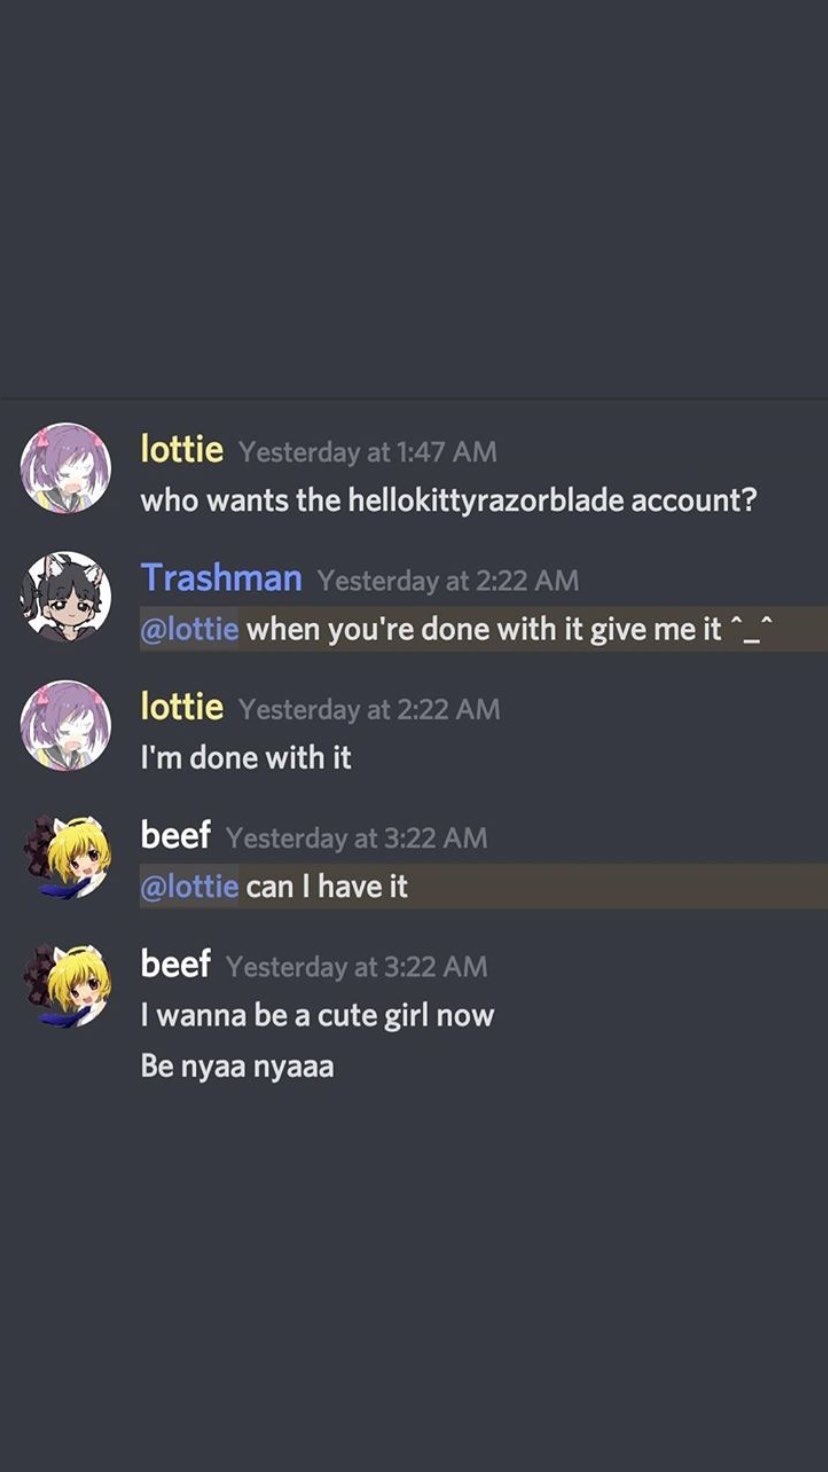 lottie Yesterday at 1:47 AM
who wants the hellokittyrazorblade account?
Trashman Yesterday at 2:22 AM
@lottie when you're done with it give me it ^_^
lottie Yesterday at 2:22 AM
I'm done with it
beef Yesterday at 3:22 AM
@lottie can I have it
beef Yesterday at 3:22 AM
I wanna be a cute girl now
Be nyaa nyaaa